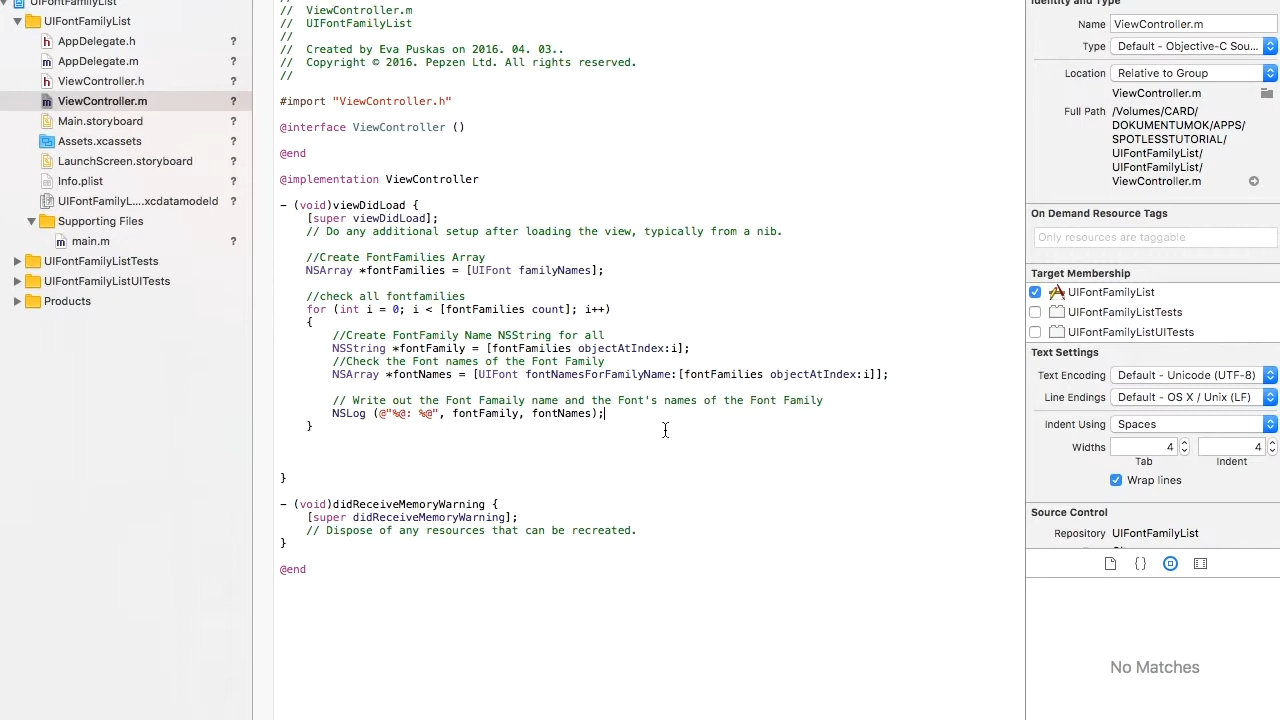 UIFontFamilyList
UIFontFamilyList
AppDelegate.h ?
AppDelegate.m ?
ViewController.h ?
ViewController.m ?
Main.storyboard ?
Assets.xcassets ?
LaunchScreen.storyboard ?
Info.plist ?
UIFontFamilyL....xcdatamodeld ?
Supporting Files
main.m ?
UIFontFamilyListTests
UIFontFamilyListUITests
Products
//
// ViewController.m
// UIFontFamilyList
//
// Created by Eva Puskas on 2016. 04. 03..
// Copyright © 2016. Pepzen Ltd. All rights reserved.
//
#import "ViewController.h"
@interface ViewController ()
@end
@implementation ViewController
- (void)viewDidLoad {
[super viewDidLoad];
// Do any additional setup after loading the view, typically from a nib.
//Create FontFamilies Array
NSArray *fontFamilies = [UIFont familyNames];
//check all fontfamilies
for (int i = 0; i < [fontFamilies count]; i++)
{
//Create FontFamily Name NSString for all
NSString *fontFamily = [fontFamilies objectAtIndex:i];
//Check the Font names of the Font Family
NSArray *fontNames = [UIFont fontNamesForFamilyName:[fontFamilies objectAtIndex:i]];
// Write out the Font Famaily name and the Font's names of the Font Family
NSLog (@"%@: %@", fontFamily, fontNames);
}
}
- (void)didReceiveMemoryWarning {
[super didReceiveMemoryWarning];
// Dispose of any resources that can be recreated.
}
@end
Identity and Type
Name ViewController.m
Type Default - Objective-C Sou...
Location Relative to Group
ViewController.m
Full Path /Volumes/CARD/
DOKUMENTUMOK/APPS/
SPOTLESSTUTORIAL/
UIFontFamilyList/
UIFontFamilyList/
ViewController.m
On Demand Resource Tags
Only resources are taggable
Target Membership
UIFontFamilyList
UIFontFamilyListTests
UIFontFamilyListUITests
Text Settings
Text Encoding Default - Unicode (UTF-8)
Line Endings Default - OS X / Unix (LF)
Indent Using Spaces
Widths 4 4
Tab Indent
Wrap lines
Source Control
Repository UIFontFamilyList
{ }
No Matches